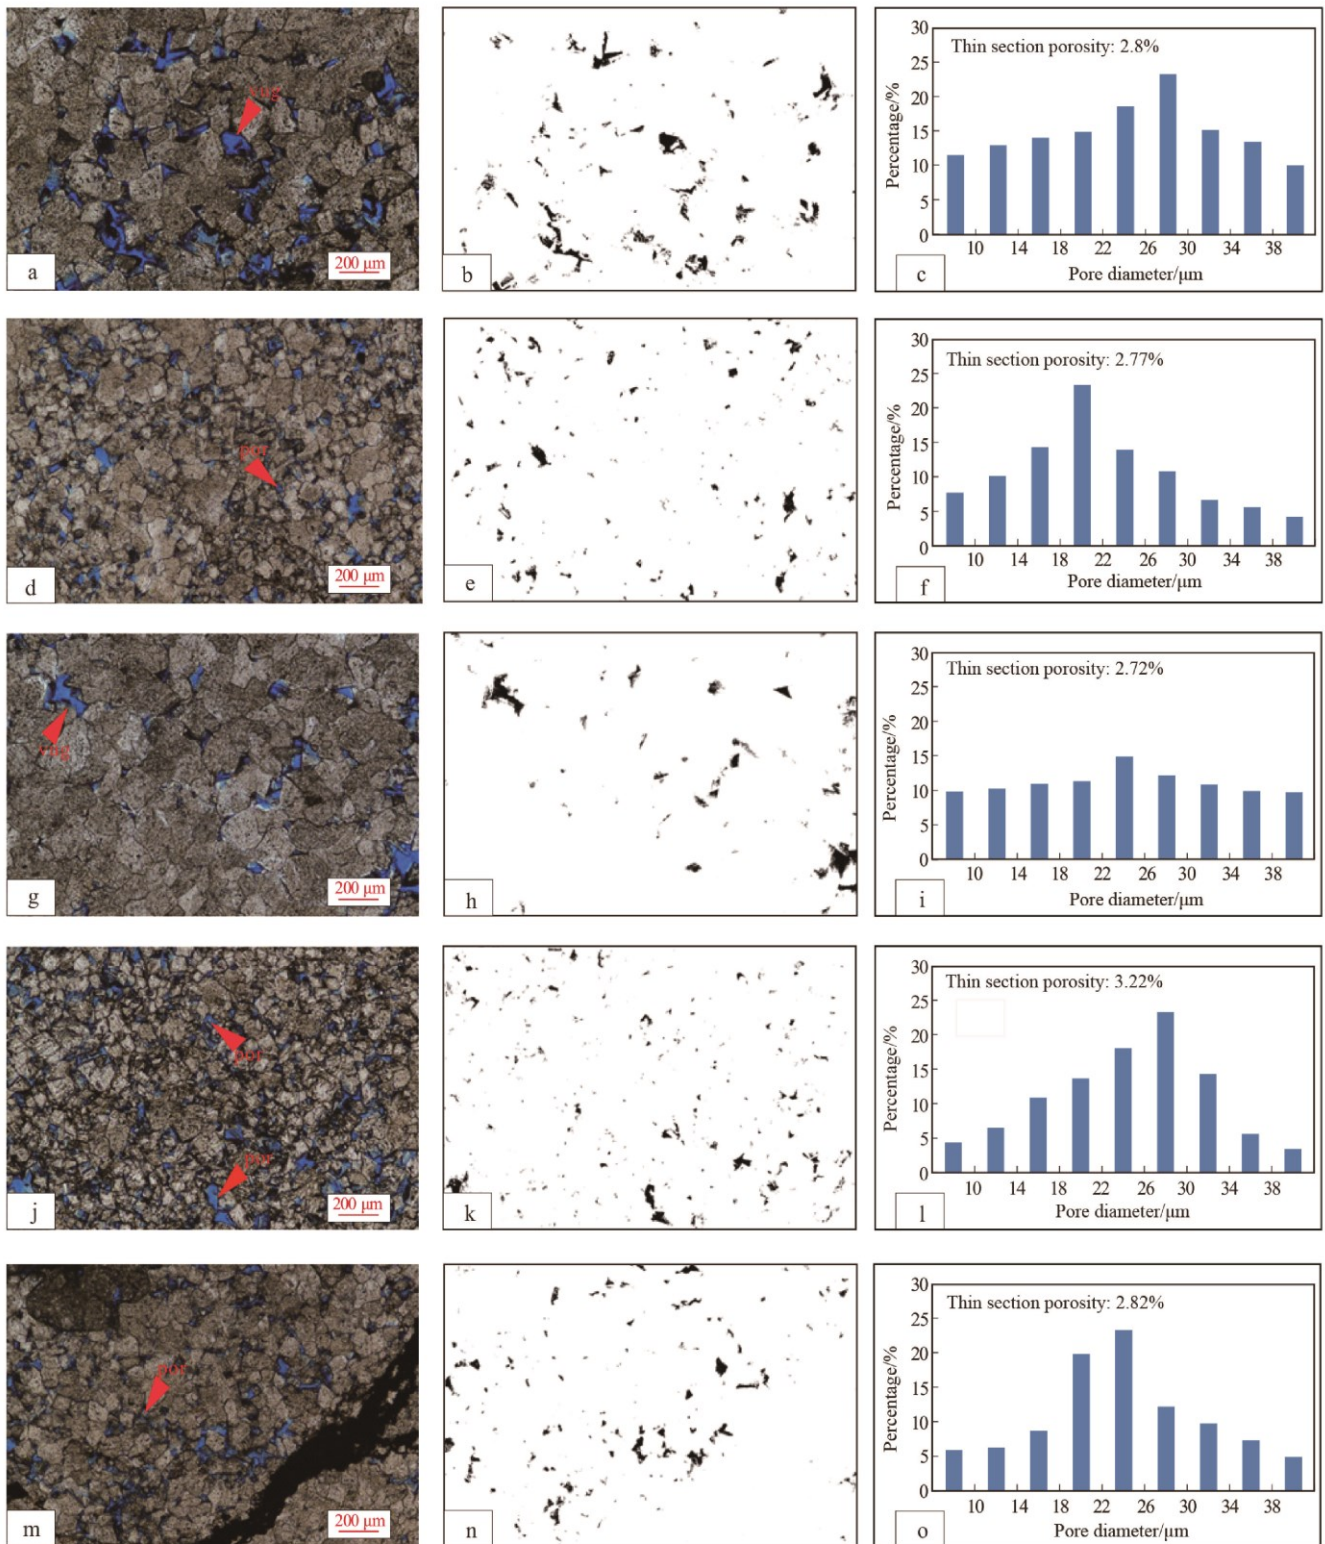 vug
200 μm
a
b
30
25
20
15
10
5
0
Percentage/%
Thin section porosity: 2.8%
10 14 18 22 26 30 34 38
Pore diameter/μm
c
por
200 μm
d
e
30
25
20
15
10
5
0
Percentage/%
Thin section porosity: 2.77%
10 14 18 22 26 30 34 38
Pore diameter/μm
f
vug
200 μm
g
h
30
25
20
15
10
5
0
Percentage/%
Thin section porosity: 2.72%
10 14 18 22 26 30 34 38
Pore diameter/μm
i
por
por
200 μm
j
k
30
25
20
15
10
5
0
Percentage/%
Thin section porosity: 3.22%
10 14 18 22 26 30 34 38
Pore diameter/μm
l
por
200 μm
m
n
30
25
20
15
10
5
0
Percentage/%
Thin section porosity: 2.82%
10 14 18 22 26 30 34 38
Pore diameter/μm
o